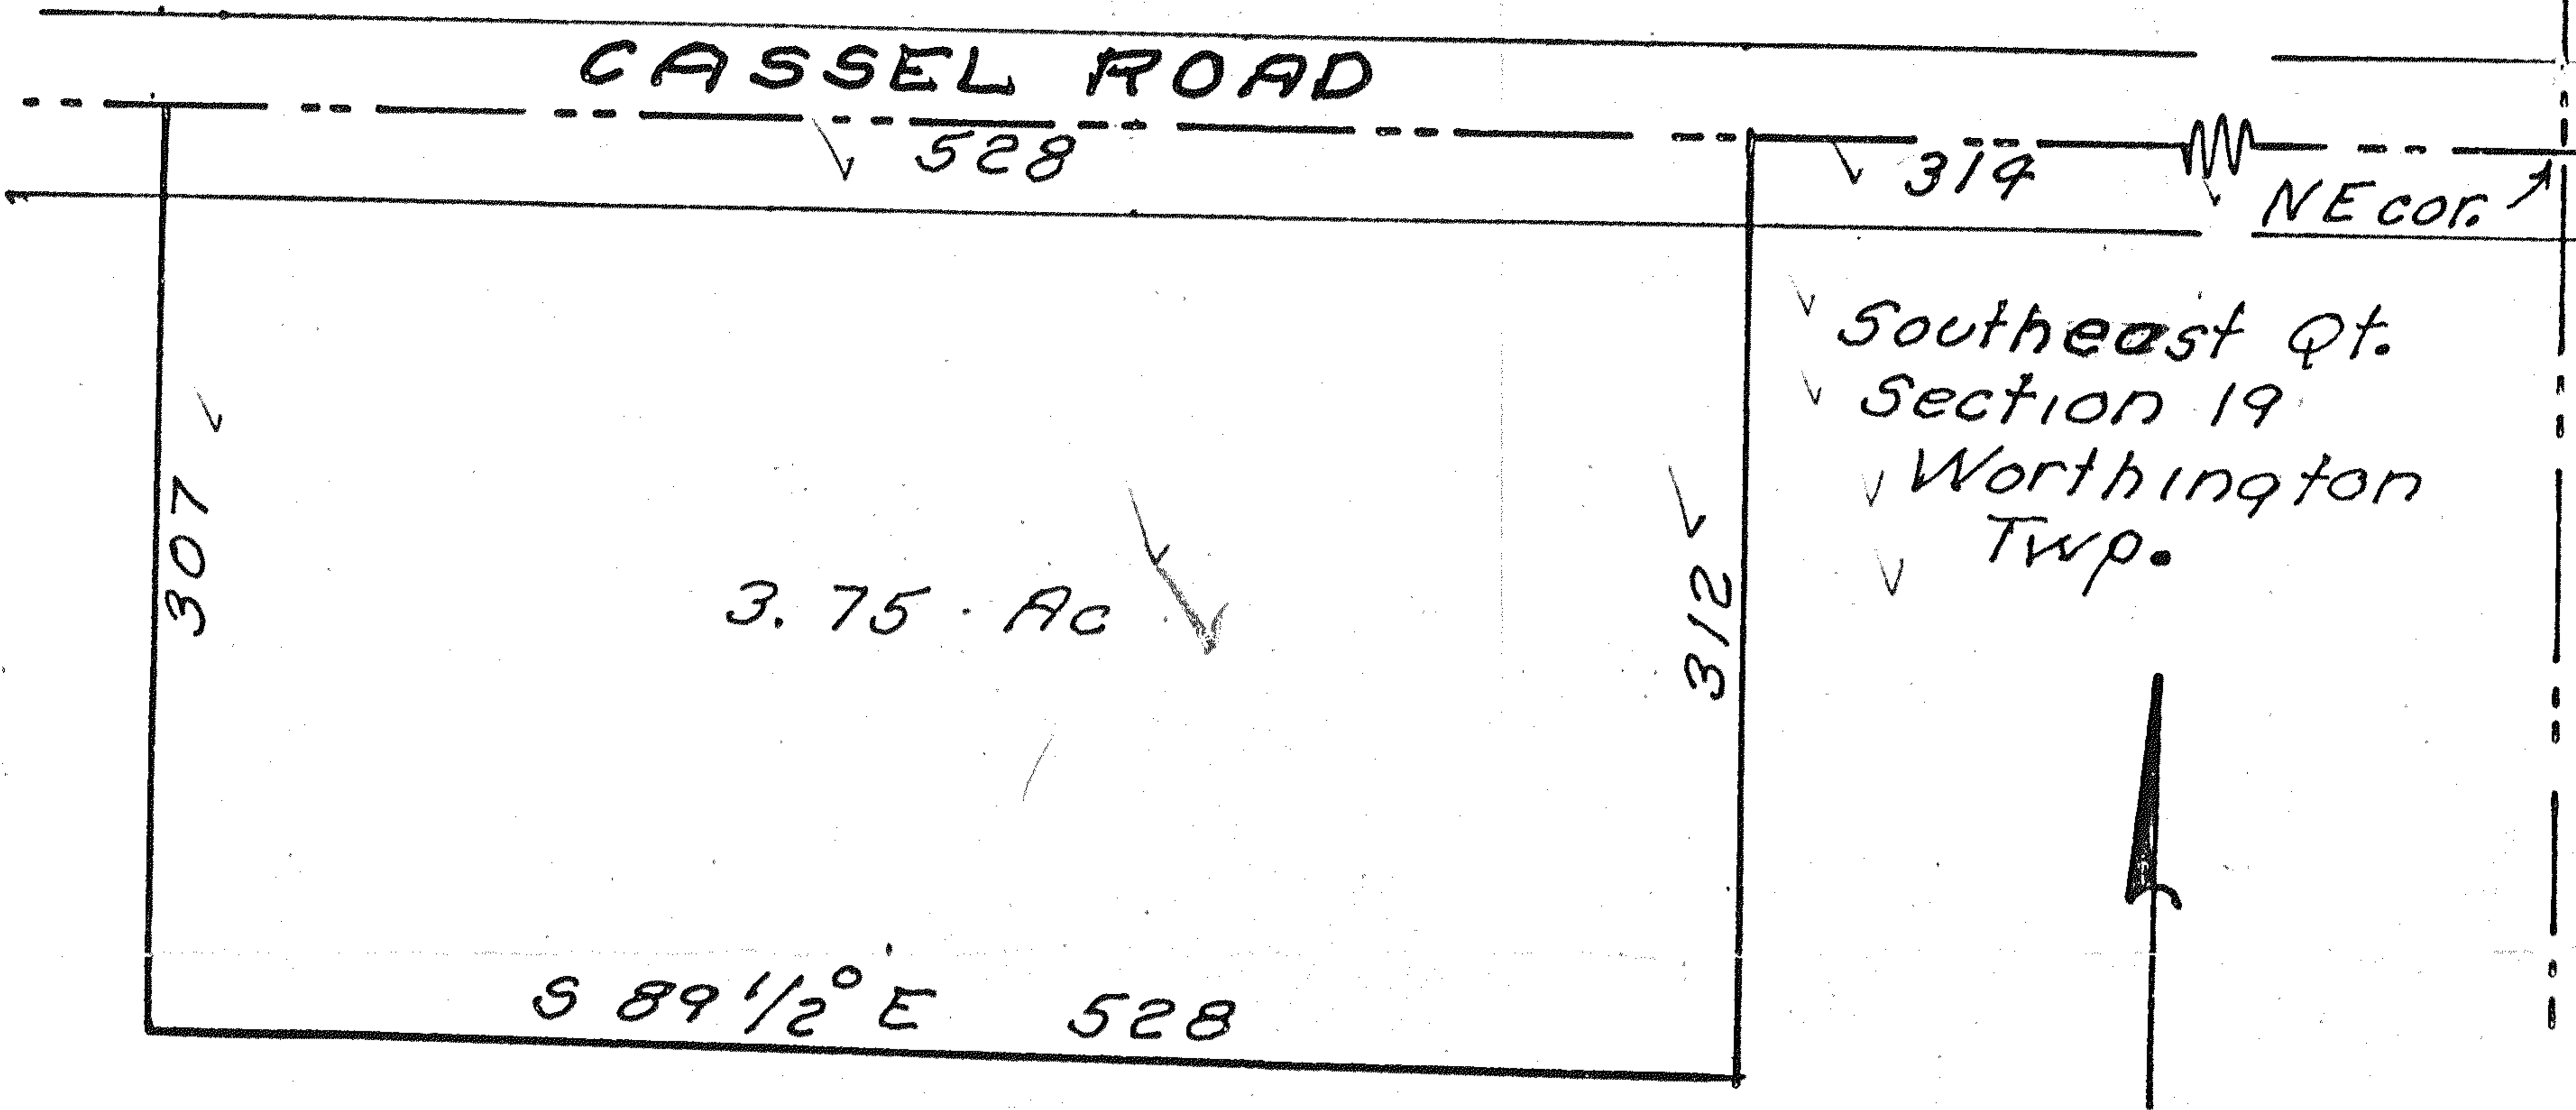 CASSEL ROAD
528
314
NE cor.
Southeast Qt.
Section 19
Worthington
Twp.
307
3.75 Ac
312
S 89 1/2° E 528